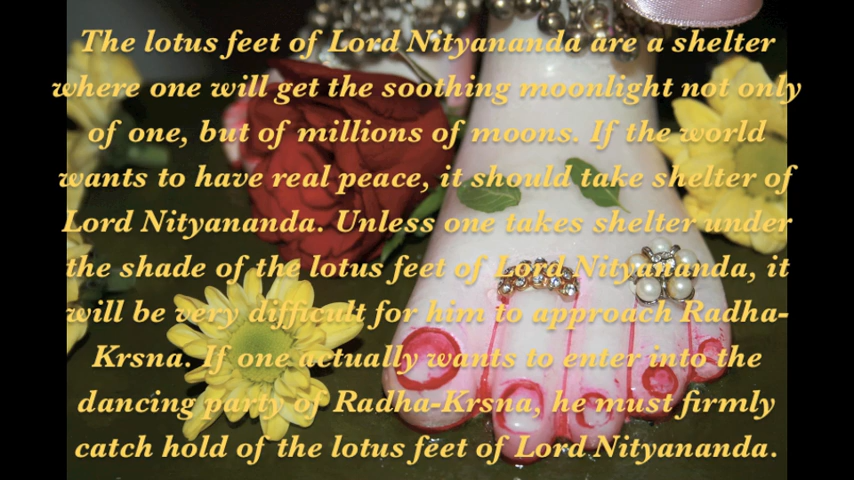 The lotus feet of Lord Nityananda are a shelter
where one will get the soothing moonlight not only
of one, but of millions of moons. If the world
wants to have real peace, it should take shelter of
Lord Nityananda. Unless one takes shelter under
the shade of the lotus feet of Lord Nityananda, it
will be very difficult for him to approach Radha-
Krsna. If one actually wants to enter into the
dancing party of Radha-Krsna, he must firmly
catch hold of the lotus feet of Lord Nityananda.